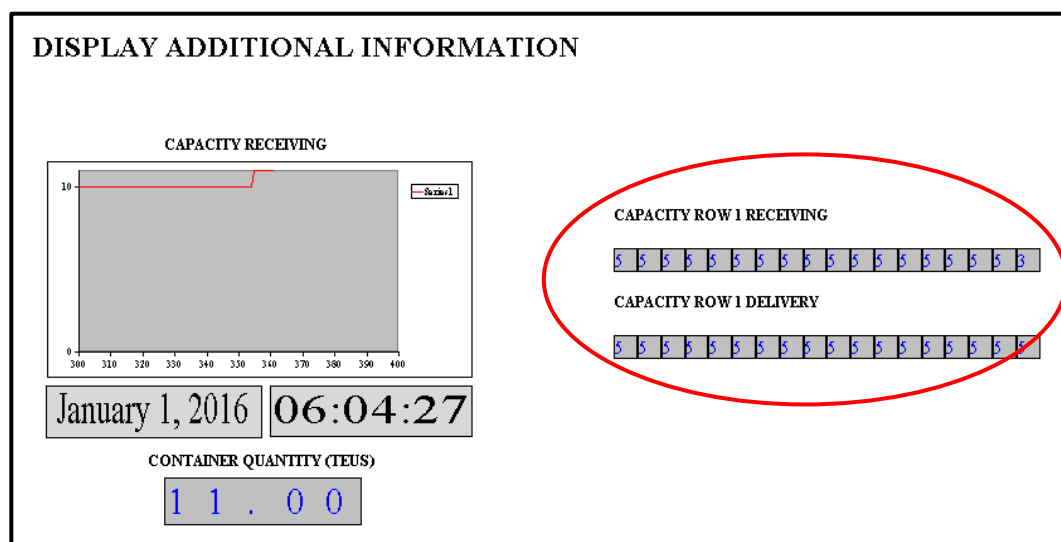 DISPLAY ADDITIONAL INFORMATION
CAPACITY RECEIVING
10
0
300 310 320 330 340 350 360 370 380 390 400
Series1
January 1, 2016
06:04:27
CONTAINER QUANTITY (TEUS)
11.00
CAPACITY ROW 1 RECEIVING
5 5 5 5 5 5 5 5 5 5 5 5 5 5 5 5 5 3
CAPACITY ROW 1 DELIVERY
5 5 5 5 5 5 5 5 5 5 5 5 5 5 5 5 5 5